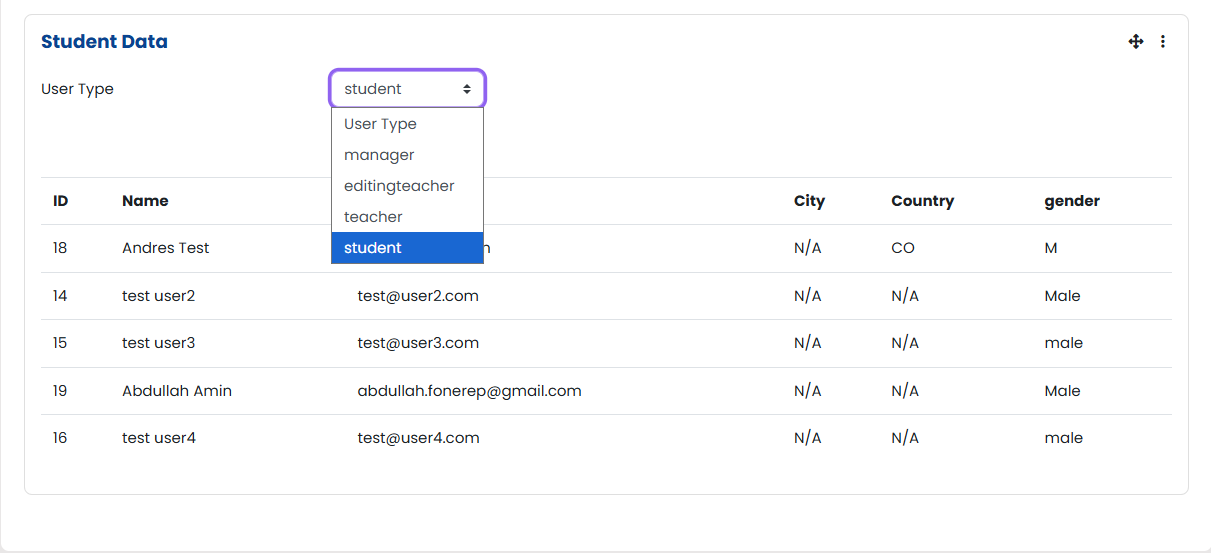 Student Data
User Type student
User Type
manager
editingteacher
teacher
student
ID Name City Country gender
18 Andres Test N/A CO M
14 test user2 test@user2.com N/A N/A Male
15 test user3 test@user3.com N/A N/A male
19 Abdullah Amin abdullah.fonerep@gmail.com N/A N/A Male
16 test user4 test@user4.com N/A N/A male